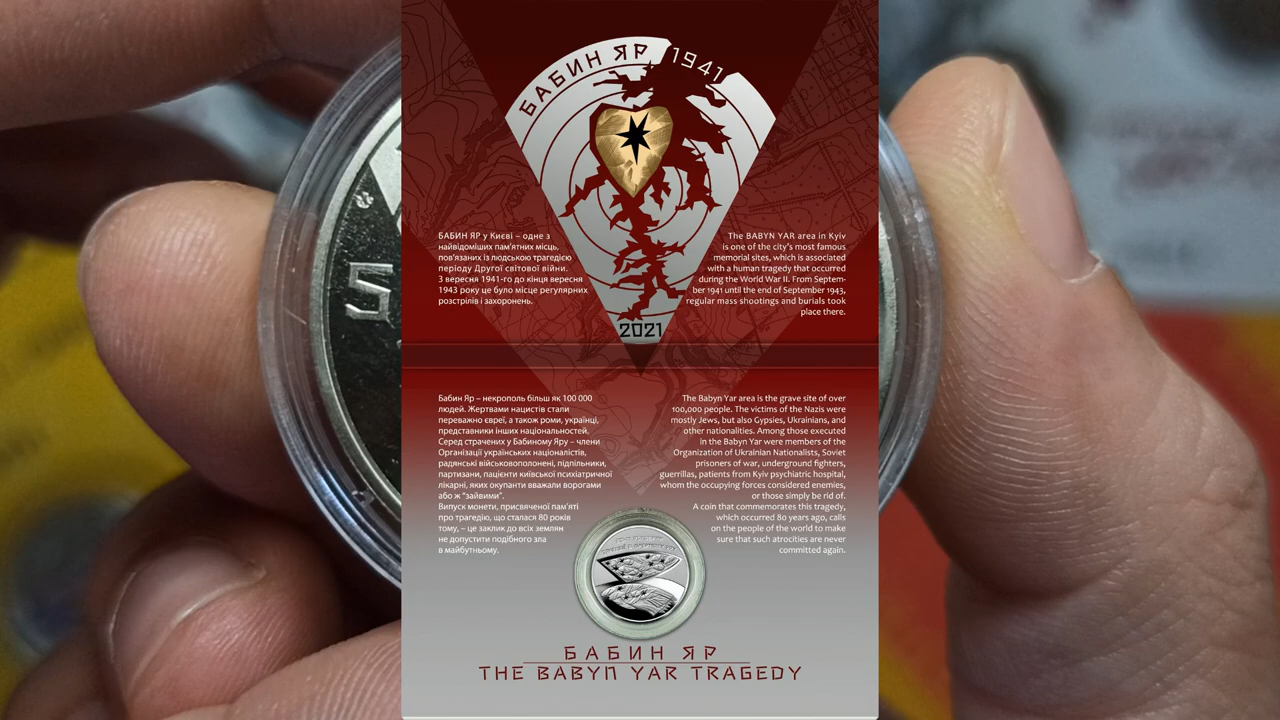 БАБИН ЯР 1941
5
БАБИН ЯР у Києві – одне з
найвідоміших пам'ятних місць,
пов'язаних із людською трагедією
періоду Другої світової війни.
З вересня 1941-го до кінця вересня
1943 року це було місце регулярних
розстрілів і захоронень.
The BABYN YAR area in Kyiv
is one of the city's most famous
memorial sites, which is associated
with a human tragedy that occurred
during the World War II. From Septem-
ber 1941 until the end of September 1943,
regular mass shootings and burials took
place there.
2021
Бабин Яр – некрополь більш як 100 000
людей. Жертвами нацистів стали
переважно євреї, а також роми, українці,
представники інших національностей.
Серед страчених у Бабиному Яру – члени
Організації українських націоналістів,
радянські військовополонені, підпільники,
партизани, пацієнти київської психіатричної
лікарні, яких окупанти вважали ворогами
або ж "зайвими".
Випуск монети, присвяченої пам'яті
про трагедію, що сталася 80 років
тому, – це заклик до всіх землян
не допустити подібного зла
в майбутньому.
The Babyn Yar area is the grave site of over
100,000 people. The victims of the Nazis were
mostly Jews, but also Gypsies, Ukrainians, and
other nationalities. Among those executed
in the Babyn Yar were members of the
Organization of Ukrainian Nationalists, Soviet
prisoners of war, underground fighters,
guerrillas, patients from Kyiv psychiatric hospital,
whom the occupying forces considered enemies,
or those simply be rid of.
A coin that commemorates this tragedy,
which occurred 80 years ago, calls
on the people of the world to make
sure that such atrocities are never
committed again.
БАБИН ЯР
THE BABYN YAR TRAGEDY